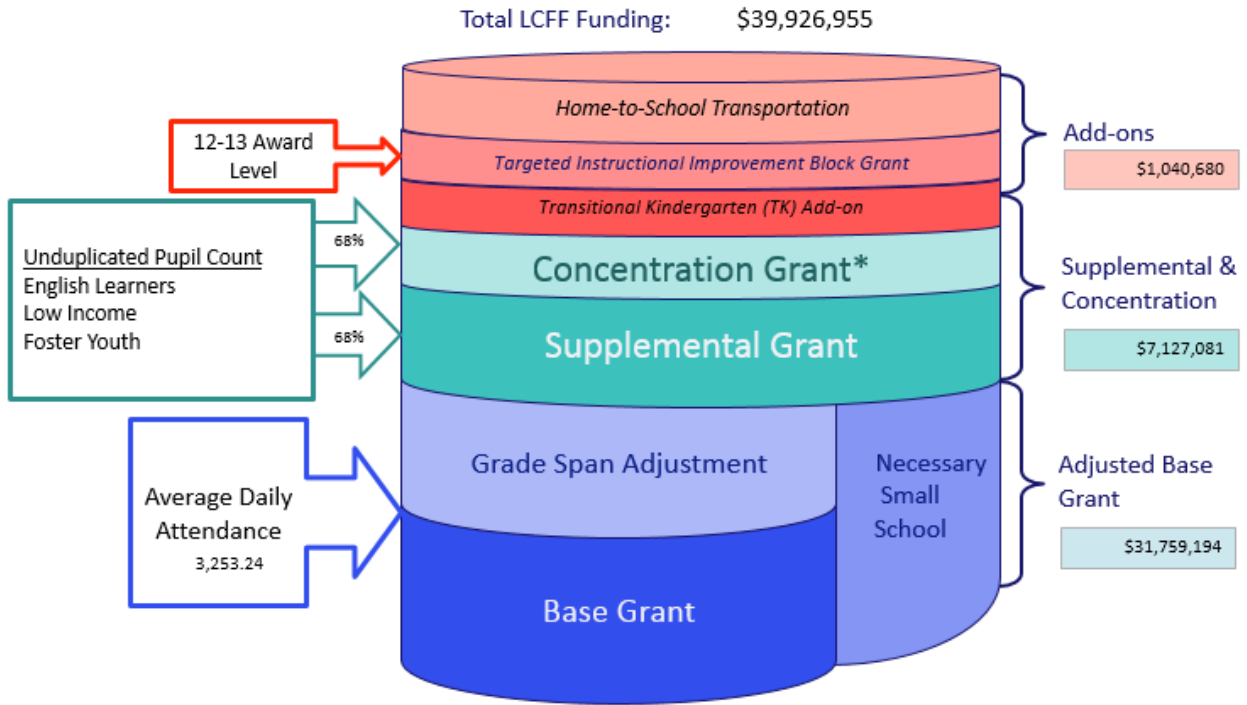 Total LCFF Funding: $39,926,955
Home-to-School Transportation
12-13 Award
Level
Targeted Instructional Improvement Block Grant
Add-ons
$1,040,680
Transitional Kindergarten (TK) Add-on
Unduplicated Pupil Count
English Learners
Low Income
Foster Youth
68%
68%
Concentration Grant*
Supplemental Grant
Supplemental &
Concentration
$7,127,081
Average Daily
Attendance
3,253.24
Grade Span Adjustment
Necessary
Small
School
Base Grant
Adjusted Base
Grant
$31,759,194